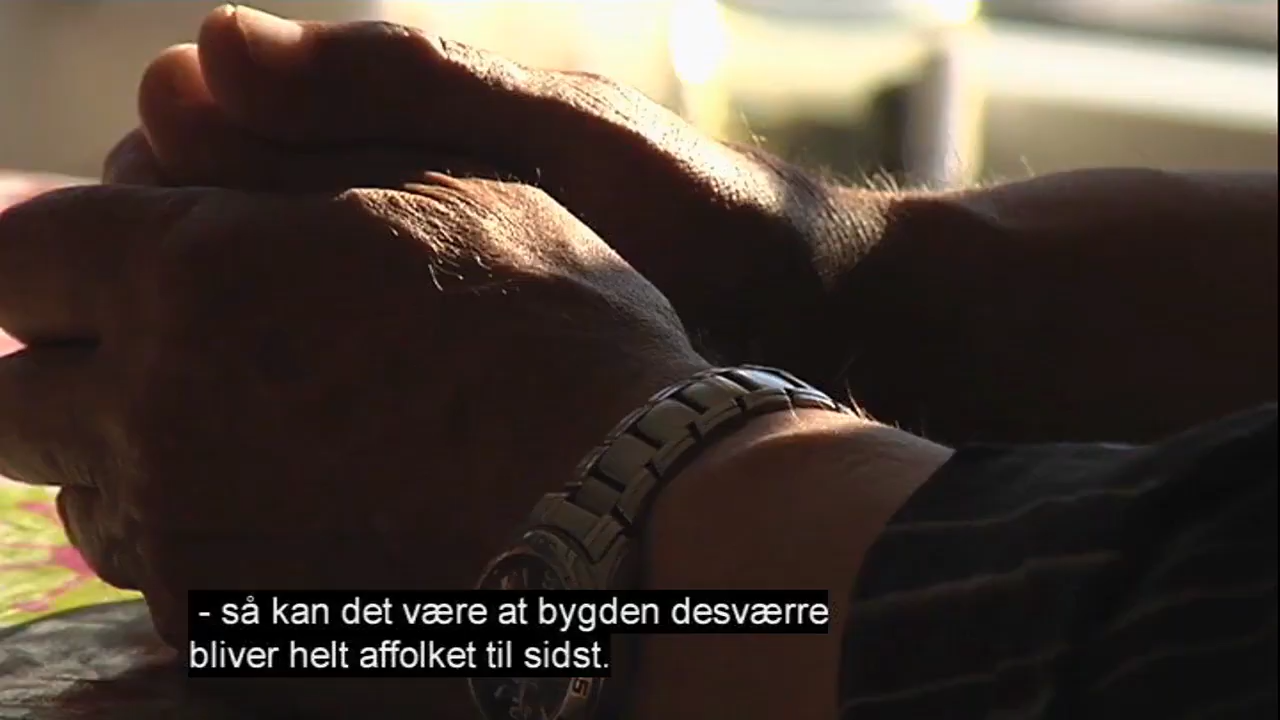 - så kan det være at bygden desværre
bliver helt affolket til sidst.